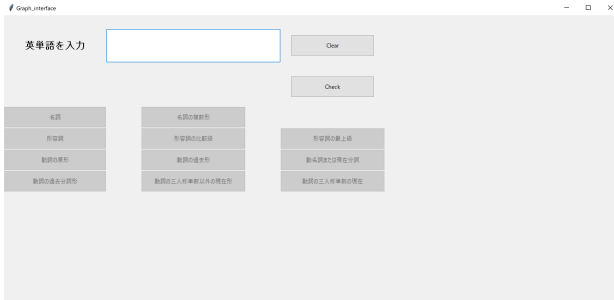 Graph_interface
英単語を入力
Clear
Check
名詞
名詞の複数形
形容詞
形容詞の比較級
形容詞の最上級
動詞の原形
動詞の過去形
動名詞または現在分詞
動詞の過去分詞形
動詞の三人称単数以外の現在形
動詞の三人称単数の現在